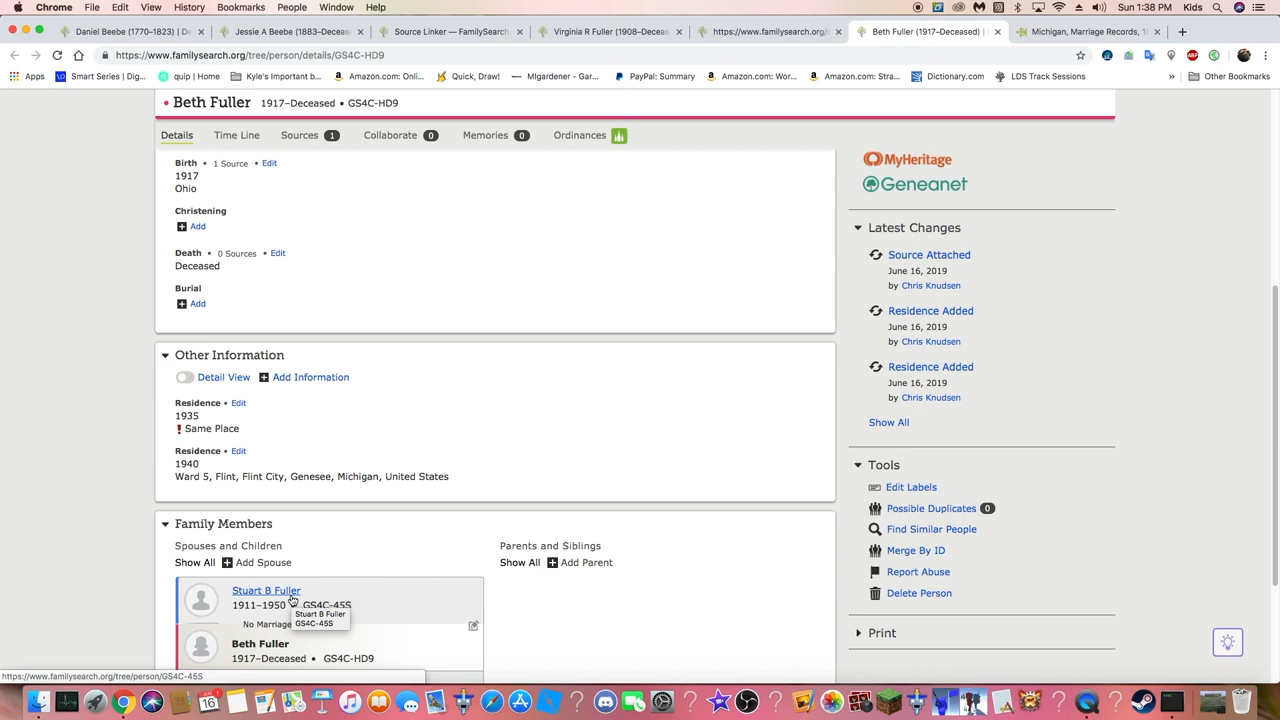 Chrome File Edit View History Bookmarks People Window Help Sun 1:38 PM Kids
Daniel Beebe (1770–1823) | De Jessie A Beebe (1883–Decease Source Linker — FamilySearch Virginia R Fuller (1908–Deceas https://www.familysearch.org/ Beth Fuller (1917–Deceased) | Michigan, Marriage Records, 18
https://www.familysearch.org/tree/person/details/GS4C-HD9
Apps Smart Series | Dig... quip | Home Kyle's Important b... Amazon.com: Onli... Quick, Draw! MIgardener - Gar... PayPal: Summary Amazon.com: Wor... Amazon.com: Stra... Dictionary.com LDS Track Sessions » Other Bookmarks
Beth Fuller 1917–Deceased • GS4C-HD9
Details Time Line Sources 1 Collaborate 0 Memories 0 Ordinances
Birth • 1 Source • Edit
1917
Ohio
Christening
Add
Death • 0 Sources • Edit
Deceased
Burial
Add
Other Information
Detail View Add Information
Residence • Edit
1935
! Same Place
Residence • Edit
1940
Ward 5, Flint, Flint City, Genesee, Michigan, United States
Family Members
Spouses and Children
Show All Add Spouse
Stuart B Fuller
1911–1950 GS4C-45S
Stuart B Fuller
GS4C-45S
No Marriage
Beth Fuller
1917–Deceased • GS4C-HD9
Parents and Siblings
Show All Add Parent
MyHeritage
Geneanet
Latest Changes
Source Attached
June 16, 2019
by Chris Knudsen
Residence Added
June 16, 2019
by Chris Knudsen
Residence Added
June 16, 2019
by Chris Knudsen
Show All
Tools
Edit Labels
Possible Duplicates 0
Find Similar People
Merge By ID
Report Abuse
Delete Person
Print
https://www.familysearch.org/tree/person/GS4C-45S